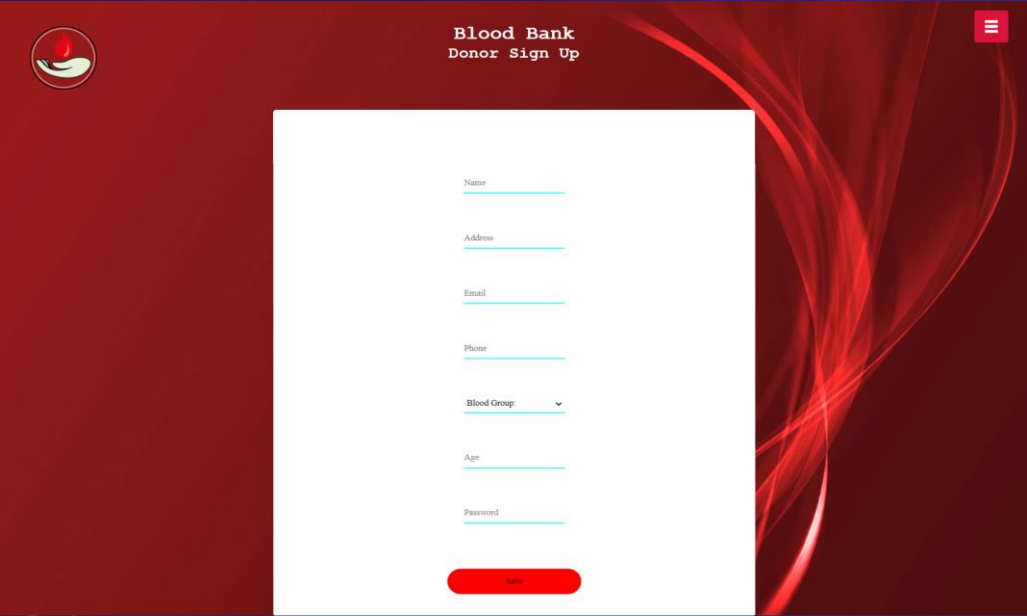 Blood Bank
Donor Sign Up
Name
Address
Email
Phone
Blood Group:
Age
Password
Save